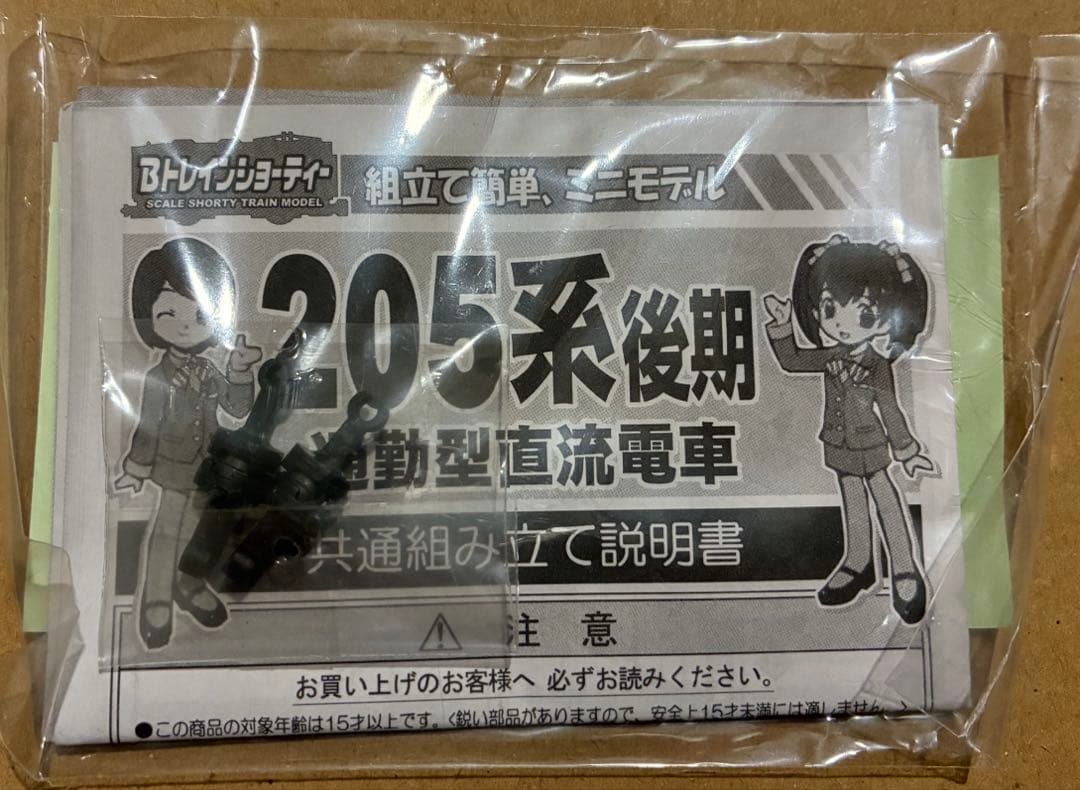 Bトレインショーティー
SCALE SHORTY TRAIN MODEL
組立て簡単、ミニモデル
205系後期
通勤型直流電車
共通組み立て説明書
注 意
お買い上げのお客様へ 必ずお読みください。
●この商品の対象年齢は15才以上です。〈鋭い部品がありますので、安全上15才未満には適しません。〉